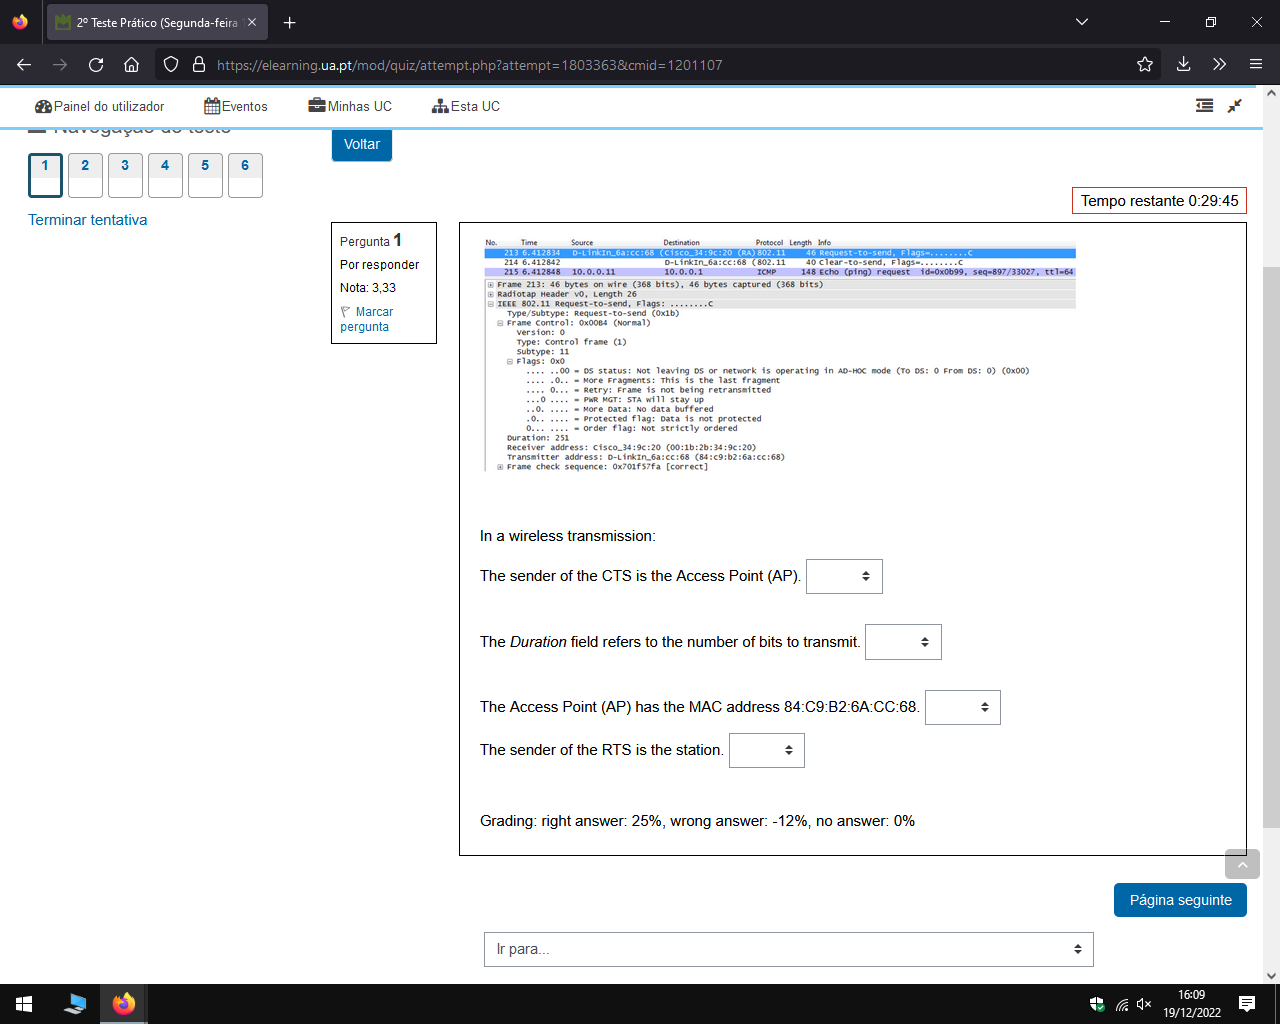 2º Teste Prático (Segunda-feira
https://elearning.ua.pt/mod/quiz/attempt.php?attempt=1803363&cmid=1201107
Painel do utilizador Eventos Minhas UC Esta UC
Navegação do teste
Voltar
1 2 3 4 5 6
Tempo restante 0:29:45
Terminar tentativa
Pergunta 1
Por responder
Nota: 3,33
Marcar pergunta
No. Time Source Destination Protocol Length Info
213 6.412834 D-LinkIn_6a:cc:68 (Cisco_34:9c:20 (RA) 802.11 46 Request-to-send, Flags=........C
214 6.412842 D-LinkIn_6a:cc:68 (802.11 40 Clear-to-send, Flags=........C
215 6.412848 10.0.0.11 10.0.0.1 ICMP 148 Echo (ping) request id=0x0b99, seq=897/33027, ttl=64
Frame 213: 46 bytes on wire (368 bits), 46 bytes captured (368 bits)
Radiotap Header v0, Length 26
IEEE 802.11 Request-to-send, Flags: ........C
Type/Subtype: Request-to-send (0x1b)
Frame Control: 0x00B4 (Normal)
Version: 0
Type: Control frame (1)
Subtype: 11
Flags: 0x0
.... ..00 = DS status: Not leaving DS or network is operating in AD-HOC mode (To DS: 0 From DS: 0) (0x00)
.... .0.. = More Fragments: This is the last fragment
.... 0... = Retry: Frame is not being retransmitted
...0 .... = PWR MGT: STA will stay up
..0. .... = More Data: No data buffered
.0.. .... = Protected flag: Data is not protected
0... .... = Order flag: Not strictly ordered
Duration: 251
Receiver address: Cisco_34:9c:20 (00:1b:2b:34:9c:20)
Transmitter address: D-LinkIn_6a:cc:68 (84:c9:b2:6a:cc:68)
Frame check sequence: 0x701f57fa [correct]
In a wireless transmission:
The sender of the CTS is the Access Point (AP).
The Duration field refers to the number of bits to transmit.
The Access Point (AP) has the MAC address 84:C9:B2:6A:CC:68.
The sender of the RTS is the station.
Grading: right answer: 25%, wrong answer: -12%, no answer: 0%
Página seguinte
Ir para...
16:09
19/12/2022